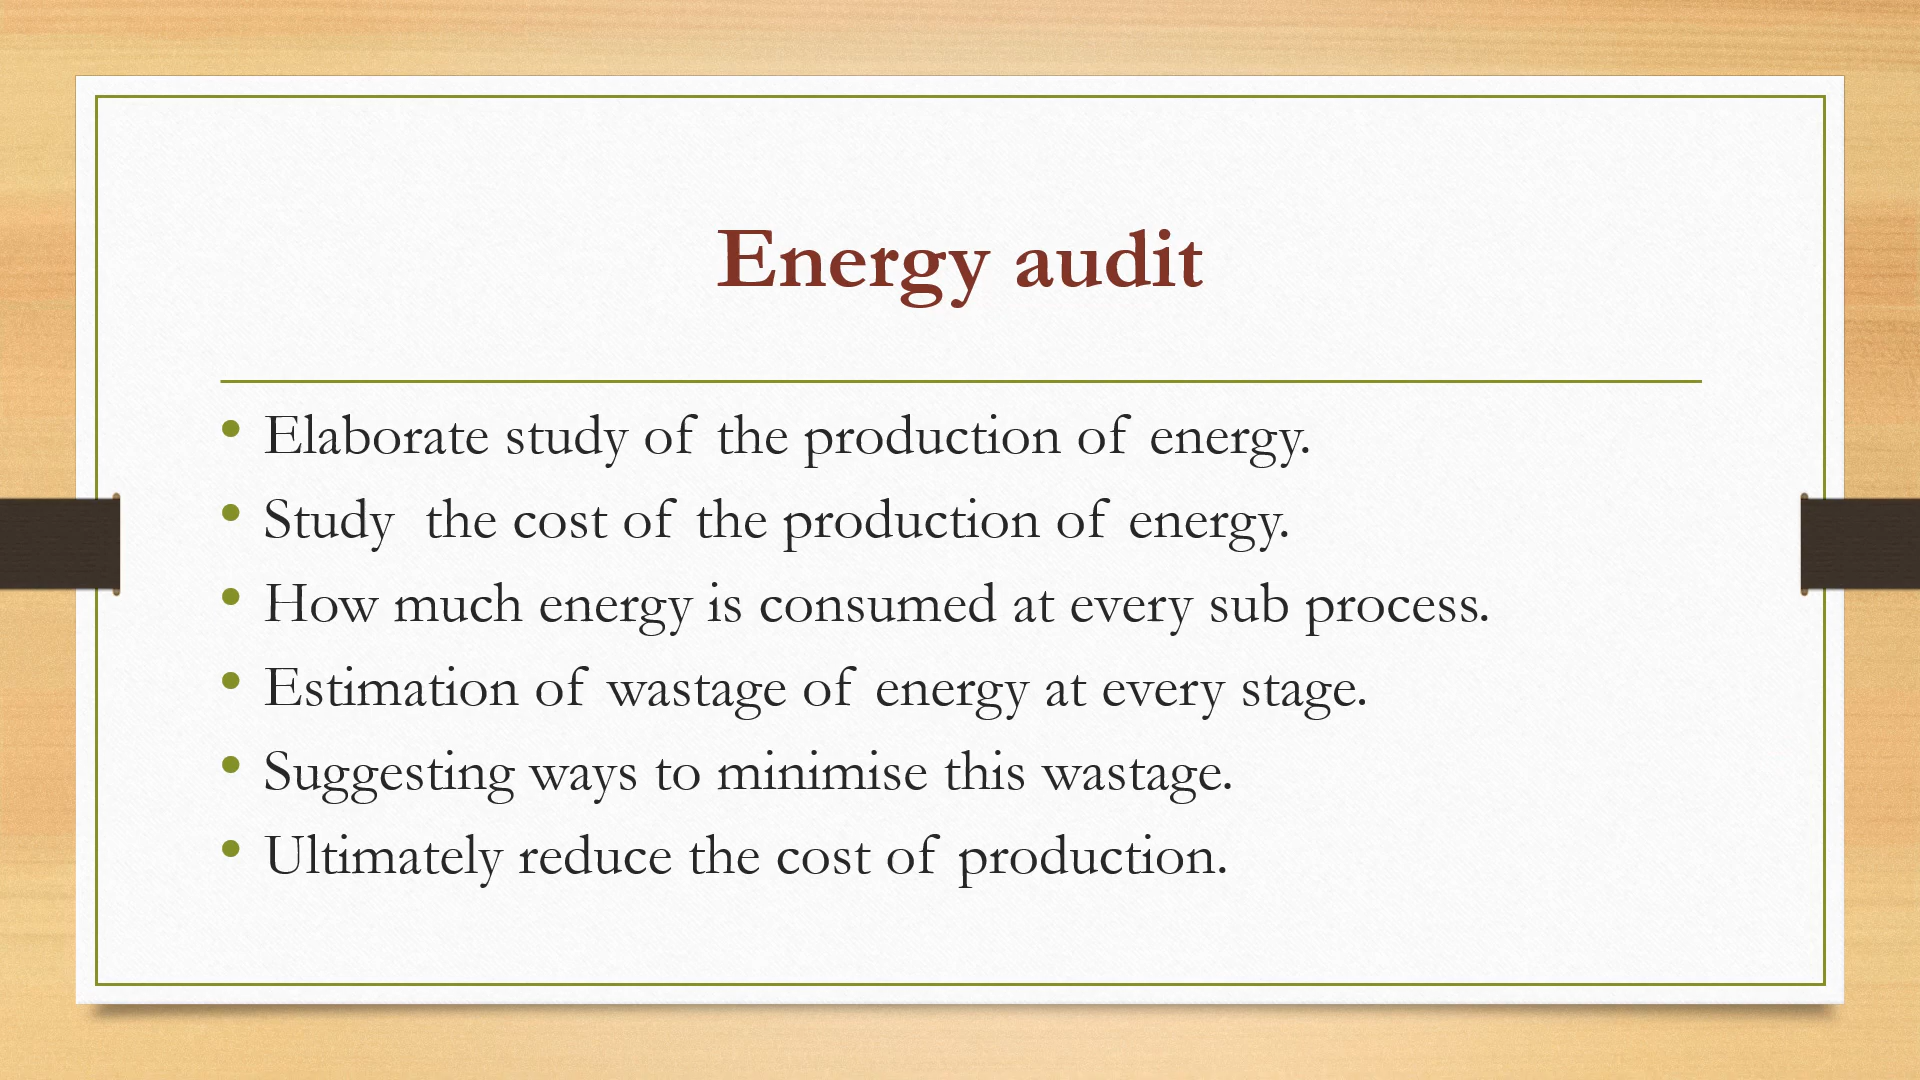 Energy audit
• Elaborate study of the production of energy.
• Study  the cost of the production of energy.
• How much energy is consumed at every sub process.
• Estimation of wastage of energy at every stage.
• Suggesting ways to minimise this wastage.
• Ultimately reduce the cost of production.